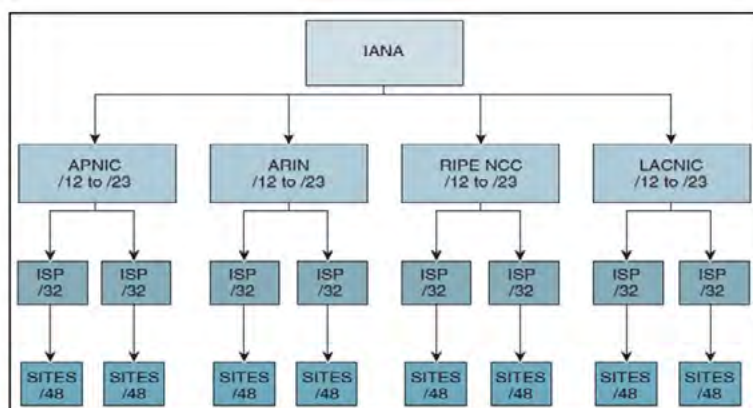 IANA
APNIC
/12 to /23
ARIN
/12 to /23
RIPE NCC
/12 to /23
LACNIC
/12 to /23
ISP
/32
ISP
/32
ISP
/32
ISP
/32
ISP
/32
ISP
/32
ISP
/32
ISP
/32
SITES
/48
SITES
/48
SITES
/48
SITES
/48
SITES
/48
SITES
/48
SITES
/48
SITES
/48